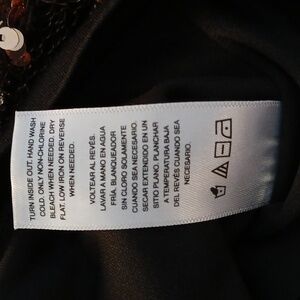 TURN INSIDE OUT. HAND WASH
COLD. ONLY NON-CHLORINE
BLEACH WHEN NEEDED. DRY
FLAT. LOW IRON ON REVERSE
WHEN NEEDED.
VOLTEAR AL REVÉS.
LAVAR A MANO EN AGUA
FRÍA. BLANQUEADOR
SIN CLORO SOLAMENTE
CUANDO SEA NECESARIO.
SECAR EXTENDIDO EN UN
SITIO PLANO. PLANCHAR
A TEMPERATURA BAJA
DEL REVÉS CUANDO SEA
NECESARIO.